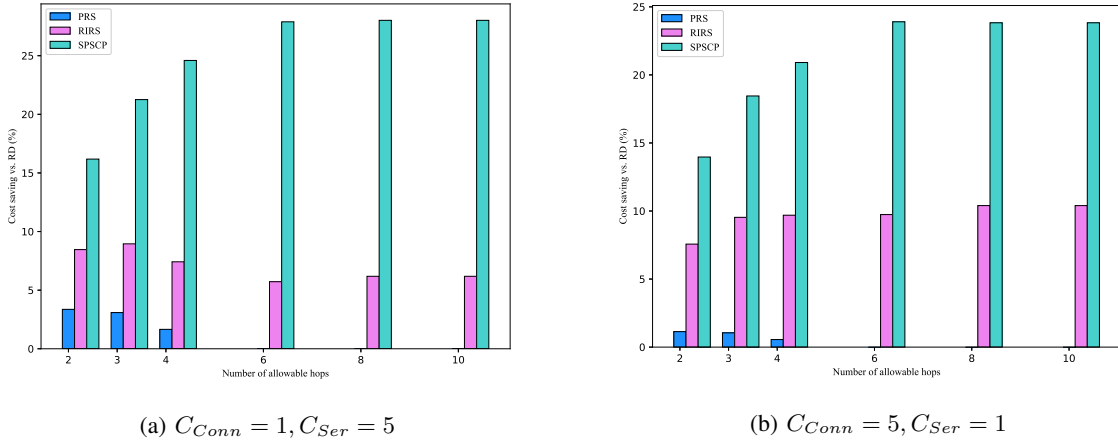 PRS
RIRS
SPSCP
Cost saving vs. RD (%)
25
20
15
10
5
0
2 3 4 6 8 10
Number of allowable hops
(a) C_{Conn} = 1, C_{Ser} = 5
PRS
RIRS
SPSCP
Cost saving vs. RD (%)
25
20
15
10
5
0
2 3 4 6 8 10
Number of allowable hops
(b) C_{Conn} = 5, C_{Ser} = 1